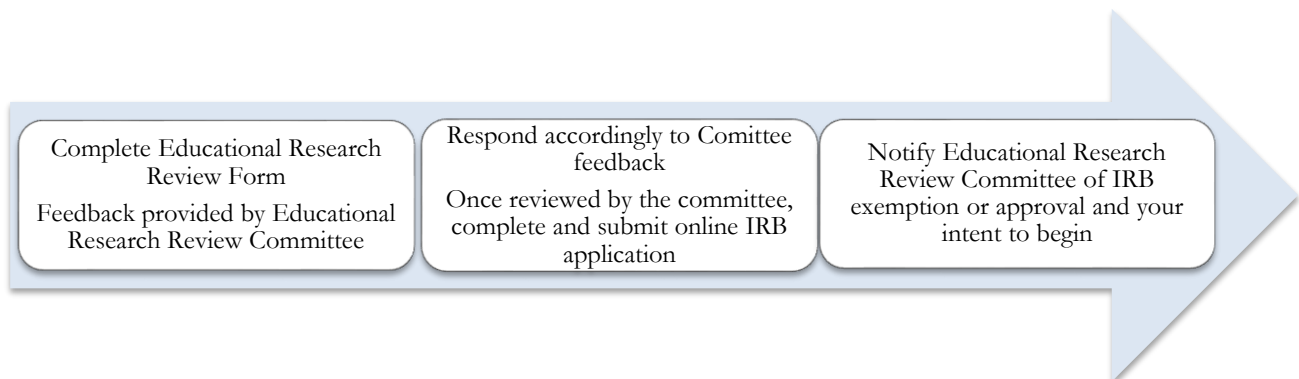 Complete Educational Research
Review Form
Feedback provided by Educational
Research Review Committee
Respond accordingly to Comittee
feedback
Once reviewed by the committee,
complete and submit online IRB
application
Notify Educational Research
Review Committee of IRB
exemption or approval and your
intent to begin